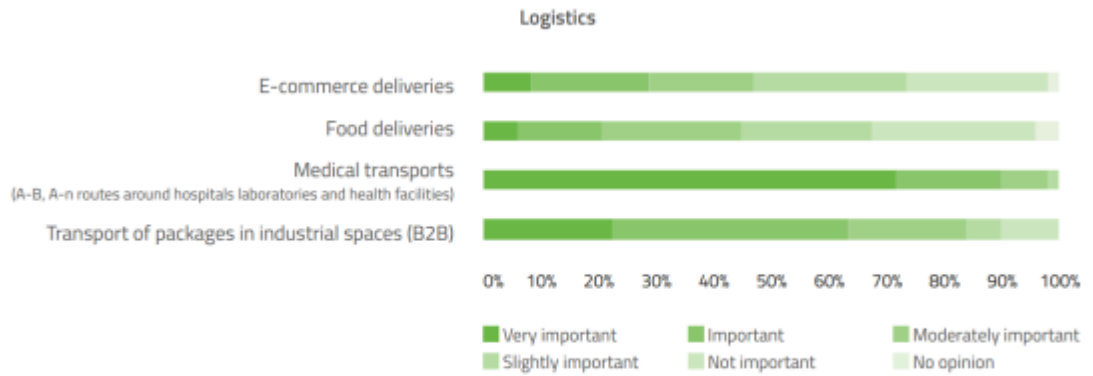 Logistics
E-commerce deliveries
Food deliveries
Medical transports
(A-B, A-n routes around hospitals laboratories and health facilities)
Transport of packages in industrial spaces (B2B)
0% 10% 20% 30% 40% 50% 60% 70% 80% 90% 100%
Very important Important Moderately important
Slightly important Not important No opinion